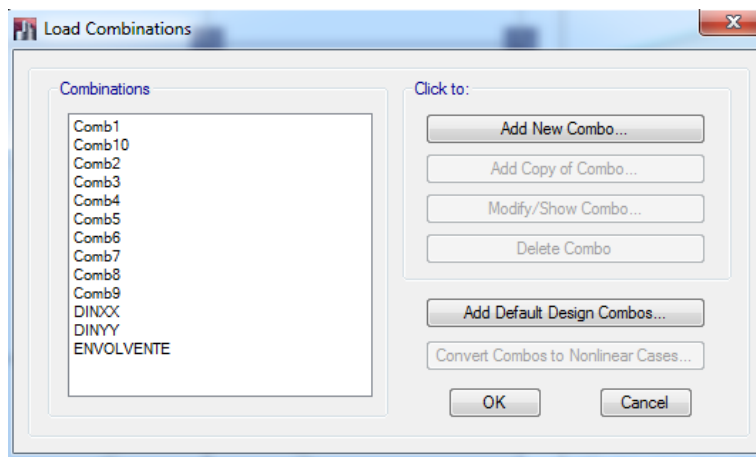 Load Combinations
Combinations
Comb1
Comb10
Comb2
Comb3
Comb4
Comb5
Comb6
Comb7
Comb8
Comb9
DINXX
DINYY
ENVOLVENTE
Click to:
Add New Combo...
Add Copy of Combo...
Modify/Show Combo...
Delete Combo
Add Default Design Combos...
Convert Combos to Nonlinear Cases...
OK
Cancel